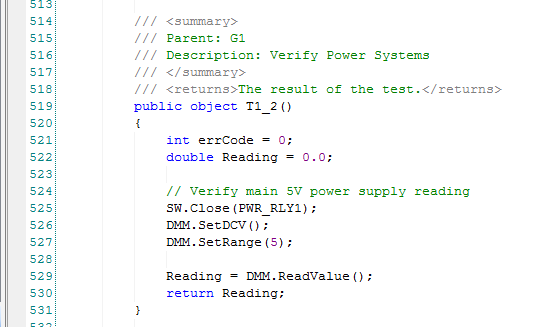 513
514 /// <summary>
515 /// Parent: G1
516 /// Description: Verify Power Systems
517 /// </summary>
518 /// <returns>The result of the test.</returns>
519 public object T1_2()
520 {
521 int errCode = 0;
522 double Reading = 0.0;
523
524 // Verify main 5V power supply reading
525 SW.Close(PWR_RLY1);
526 DMM.SetDCV();
527 DMM.SetRange(5);
528
529 Reading = DMM.ReadValue();
530 return Reading;
531 }
532